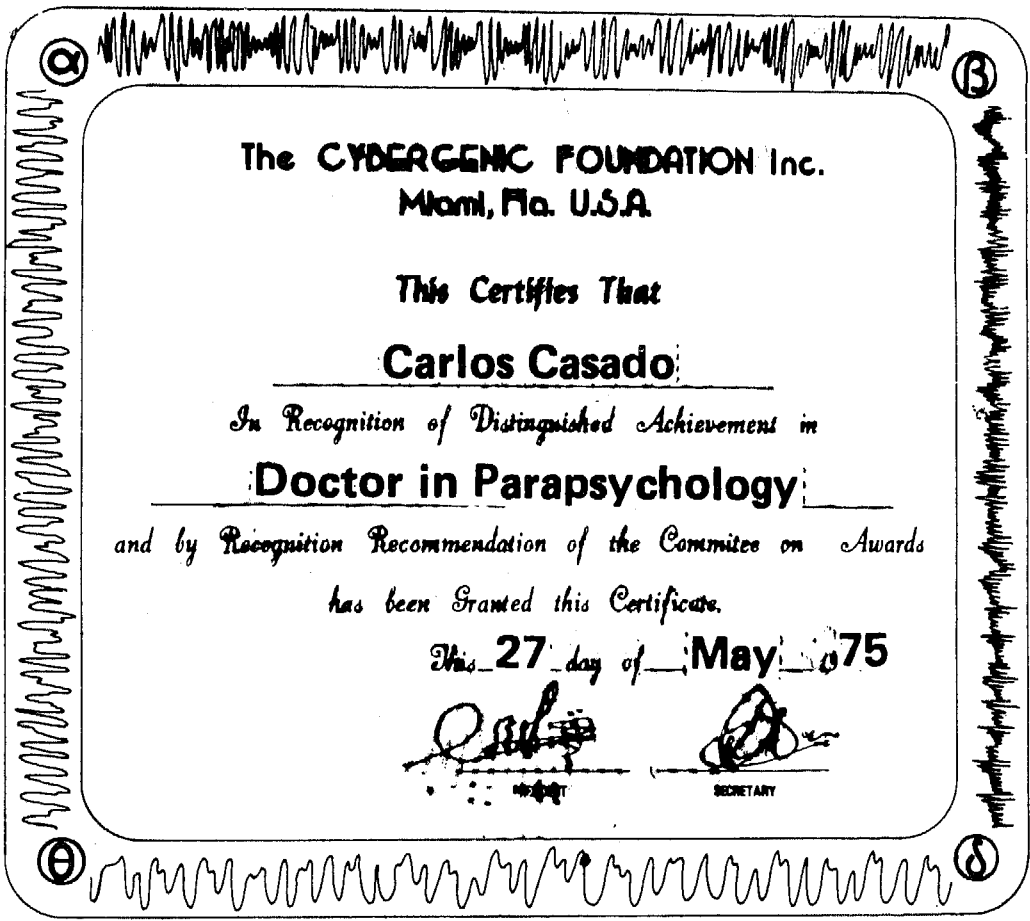 α
β
The CYBERGENIC FOUNDATION Inc.
Miami, Fla. U.S.A.
This Certifies That
Carlos Casado
In Recognition of Distinguished Achievement in
Doctor in Parapsychology
and by Recognition Recommendation of the Commitee on Awards
has been Granted this Certificate.
This 27 day of May 75
PRESIDENT SECRETARY
θ
δ